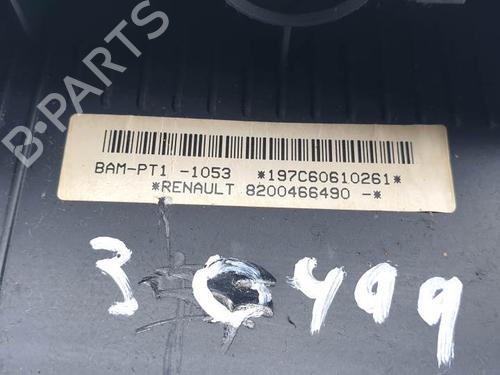 B-PARTS
BAM-PT1 -1053 *197C60610261*
*RENAULT 8200466490 -*
30499